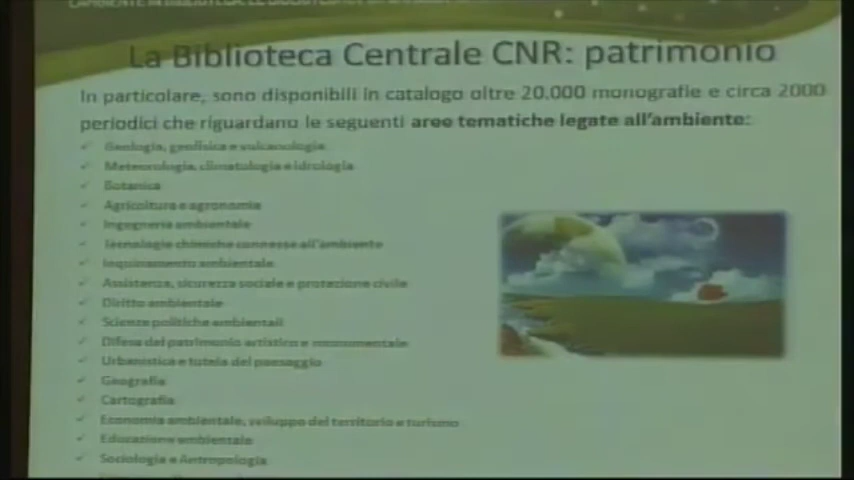 La Biblioteca Centrale CNR: patrimonio
In particolare, sono disponibili in catalogo oltre 20.000 monografie e circa 2000
periodici che riguardano le seguenti aree tematiche legate all'ambiente:
Geologia, geofisica e vulcanologia
Meteorologia, climatologia e idrologia
Botanica
Agricoltura e agronomia
Ingegneria ambientale
Tecnologie chimiche connesse all'ambiente
Inquinamento ambientale
Assistenza, sicurezza sociale e protezione civile
Diritto ambientale
Scienze politiche ambientali
Difesa del patrimonio artistico e monumentale
Urbanistica e tutela del paesaggio
Geografia
Cartografia
Economia ambientale, sviluppo del territorio e turismo
Educazione ambientale
Sociologia e Antropologia